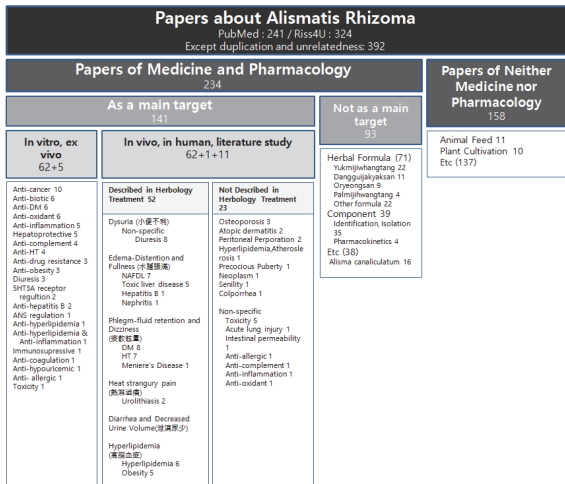 Papers about Alismatis Rhizoma
PubMed : 241 / Riss4U : 324
Except duplication and unrelatedness: 392
Papers of Medicine and Pharmacology
234
As a main target
141
In vitro, ex
vivo
62+5
Anti-cancer 10
Anti-biotic 6
Anti-DM 6
Anti-oxidant 6
Anti-inflammation 5
Hepatoprotective 5
Anti-complement 4
Anti-HT 4
Anti-drug resistance 3
Anti-obesity 3
Diuresis 3
5HT3A receptor
regultion 2
Anti-hepatitis B 2
ANS regulation 1
Anti-hyperlipidemia 1
Anti-hyperlipidemia &
Anti-inflammation 1
Immunosupressive 1
Anti-coagulation 1
Anti-hypouricemic 1
Anti- allergic 1
Toxicity 1
In vivo, in human, literature study
62+1+11
Described in Herbology
Treatment 52
Dysuria (小便不利)
Non-specific
Diuresis 8
Edema-Distention and
Fullness (水腫脹滿)
NAFDL 7
Toxic liver disease 5
Hepatitis B 1
Nephritis 1
Phlegm-fluid retention and
Dizziness
(痰飮眩暈)
DM 8
HT 7
Meniere's Disease 1
Heat strangury pain
(熱淋澁痛)
Urolithiasis 2
Diarrhea and Decreased
Urine Volume(泄瀉尿少)
Hyperlipidemia
(高脂血症)
Hyperlipidemia 6
Obesity 5
Not Described in
Herbology Treatment
23
Osteoporosis 3
Atopic dermatitis 2
Peritoneal Perporation 2
Hyperlipidemia,Atheroscle
rosis 1
Precocious Puberty 1
Neoplasm 1
Senility 1
Colporrhea 1
Non-specific
Toxicity 5
Acute lung injury 1
Intestinal permeability
1
Anti-allergic 1
Anti-complement 1
Anti-inflammation 1
Anti-oxidant 1
Not as a main
target
93
Herbal Formula (71)
Yukmijiwhangtang 22
Dangguijakyaksan 11
Oryeongsan 9
Palmijihwangtang 4
Other formula 22
Component 39
Identification, Isolation
35
Pharmacokinetics 4
Etc (38)
Alisma canaliculatum 16
Papers of Neither
Medicine nor
Pharmacology
158
Animal Feed 11
Plant Cultivation 10
Etc (137)